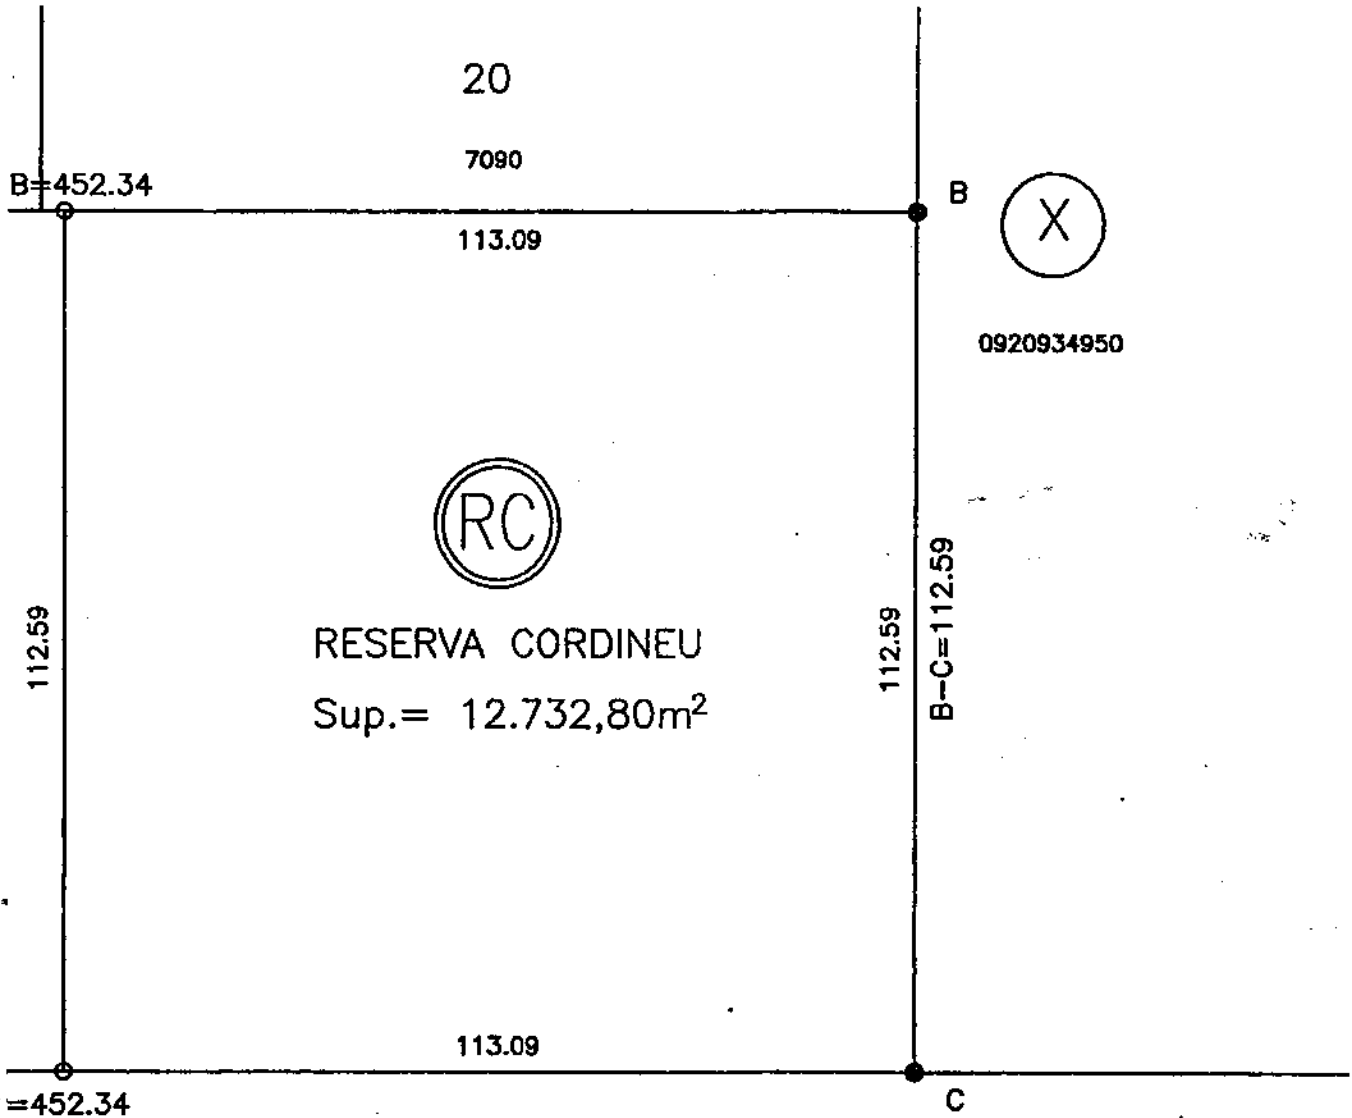 20
7090
B=452.34
B
X
113.09
0920934950
RC
112.59
112.59
B-C=112.59
RESERVA CORDINEU
Sup.= 12.732,80m²
113.09
=452.34
C